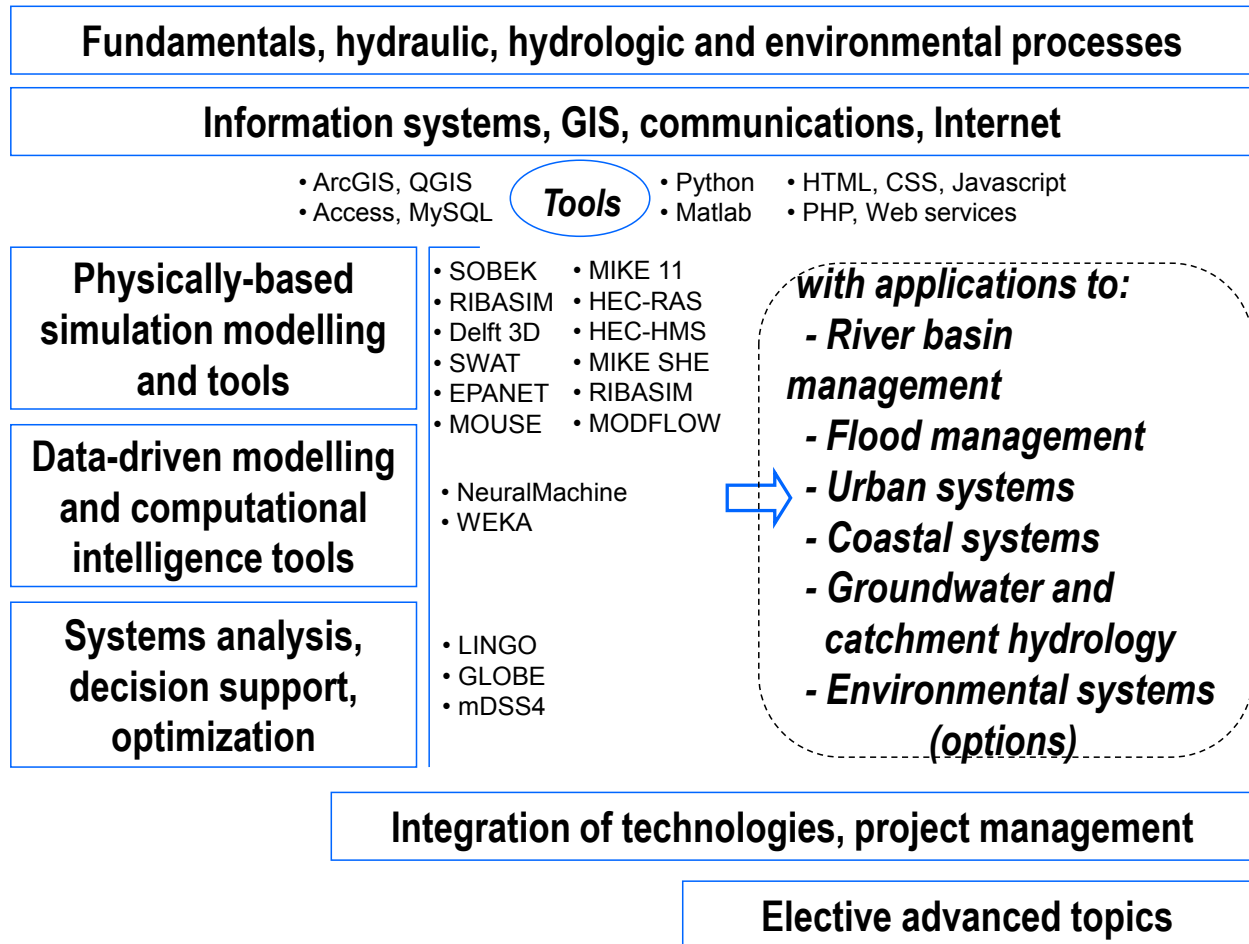 Fundamentals, hydraulic, hydrologic and environmental processes
Information systems, GIS, communications, Internet
• ArcGIS, QGIS
• Access, MySQL
Tools
• Python
• Matlab
• HTML, CSS, Javascript
• PHP, Web services
Physically-based
simulation modelling
and tools
• SOBEK
• RIBASIM
• Delft 3D
• SWAT
• EPANET
• MOUSE
• MIKE 11
• HEC-RAS
• HEC-HMS
• MIKE SHE
• RIBASIM
• MODFLOW
Data-driven modelling
and computational
intelligence tools
• NeuralMachine
• WEKA
Systems analysis,
decision support,
optimization
• LINGO
• GLOBE
• mDSS4
with applications to:
- River basin
management
- Flood management
- Urban systems
- Coastal systems
- Groundwater and
catchment hydrology
- Environmental systems
(options)
Integration of technologies, project management
Elective advanced topics